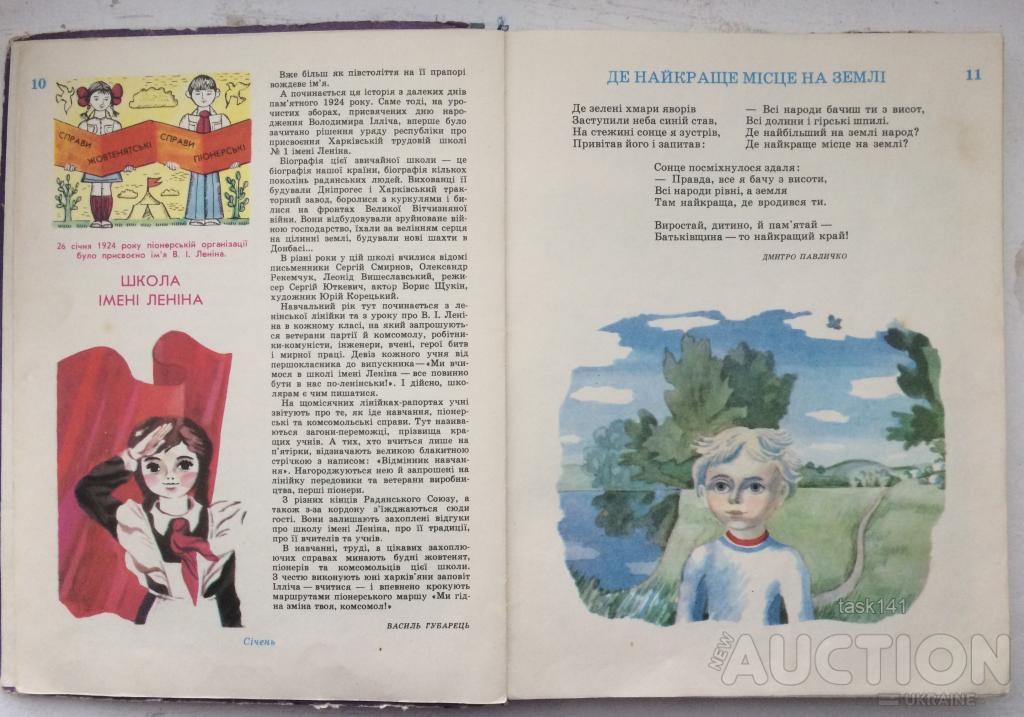 10
СПРАВИ
ЖОВТЕНЯТСЬКІ
СПРАВИ
ПІОНЕРСЬКІ
26 січня 1924 року піонерській організації
було присвоєно ім'я В. І. Леніна.
ШКОЛА
ІМЕНІ ЛЕНІНА
Вже більш як півстоліття на її прапорі
вождеве ім'я.
А починається ця історія з далеких днів
пам'ятного 1924 року. Саме тоді, на уро-
чистих зборах, присвячених дню наро-
дження Володимира Ілліча, вперше було
зачитано рішення уряду республіки про
присвоєння Харківській трудовій школі
№ 1 імені Леніна.
Біографія цієї звичайної школи — це
біографія нашої країни, біографія кількох
поколінь радянських людей. Вихованці її
будували Дніпрогес і Харківський трак-
торний завод, боролися з куркулями і би-
лися на фронтах Великої Вітчизняної
війни. Вони відбудовували зруйноване вій-
ною господарство, їхали за велінням серця
на цілинні землі, будували нові шахти в
Донбасі...
В різні роки у цій школі вчилися відомі
письменники Сергій Смирнов, Олександр
Рекемчук, Леонід Вишеславський, режи-
сер Сергій Юткевич, актор Борис Щукін,
художник Юрій Корецький.
Навчальний рік тут починається з ле-
нінської лінійки та з уроку про В. І. Лені-
на в кожному класі, на який запрошують-
ся ветерани партії й комсомолу, робітни-
ки-комуністи, інженери, вчені, герої битв
і мирної праці. Девіз кожного учня від
першокласника до випускника—«Ми вчи-
мося в школі імені Леніна — все повинно
бути в нас по-ленінськи!». І дійсно, шко-
лярам є чим пишатися.
На щомісячних лінійках-рапортах учні
звітують про те, як іде навчання, піонер-
ські та комсомольські справи. Тут назива-
ються загони-переможці, прізвища кра-
щих учнів. А тих, хто вчиться лише на
п'ятірки, відзначають великою блакитною
стрічкою з написом: «Відмінник навчан-
ня». Нагороджуються нею й запрошені на
лінійку передовики та ветерани виробни-
цтва, перші піонери.
З різних кінців Радянського Союзу, а
також з-за кордону з'їжджаються сюди
гості. Вони залишають захоплені відгуки
про школу імені Леніна, про її традиції,
про її вчителів та учнів.
В навчанні, труді, в цікавих захоплю-
ючих справах минають будні жовтенят,
піонерів та комсомольців цієї школи.
З честю виконують юні харків'яни заповіт
Ілліча — вчитися — і впевнено крокують
маршрутами піонерського маршу «Ми гід-
на зміна твоя, комсомол!»
ВАСИЛЬ ГУБАРЕЦЬ
Січень
ДЕ НАЙКРАЩЕ МІСЦЕ НА ЗЕМЛІ
11
Де зелені хмари яворів
Заступили неба синій став,
На стежині сонце я зустрів,
Привітав його і запитав:
— Всі народи бачиш ти з висот,
Всі долини і гірські шпилі.
Де найбільший на землі народ?
Де найкраще місце на землі?
Сонце посміхнулося здаля:
— Правда, все я бачу з висоти,
Всі народи рівні, а земля
Там найкраща, де вродився ти.
Виростай, дитино, й пам'ятай —
Батьківщина — то найкращий край!
ДМИТРО ПАВЛИЧКО
task141
NEW AUCTION
UKRAINE